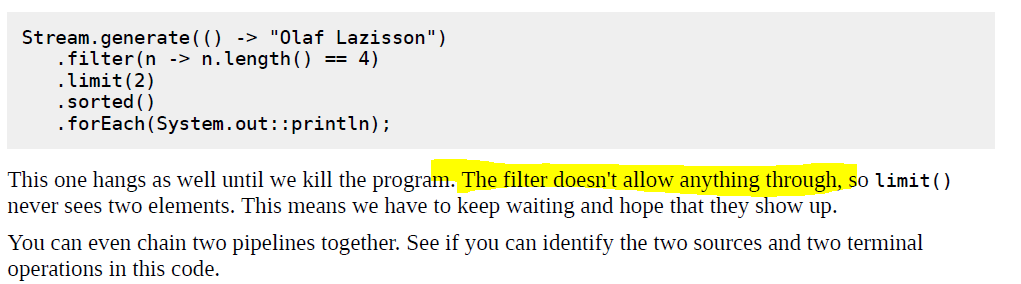 Stream.generate(() -> "Olaf Lazisson")
.filter(n -> n.length() == 4)
.limit(2)
.sorted()
.forEach(System.out::println);
This one hangs as well until we kill the program. The filter doesn't allow anything through, so limit()
never sees two elements. This means we have to keep waiting and hope that they show up.
You can even chain two pipelines together. See if you can identify the two sources and two terminal
operations in this code.